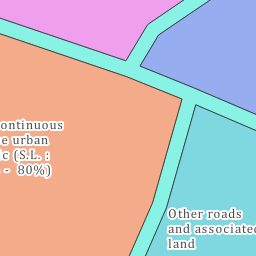 ontinuous
e urban
c (S.L. :
- 80%)
Other roads
and associated
land